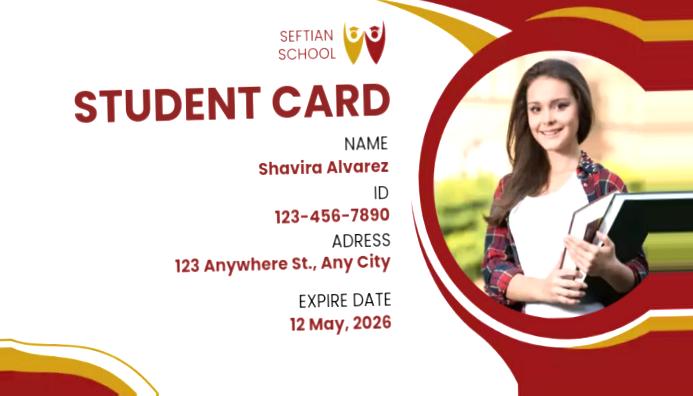 SEFTIAN
SCHOOL
STUDENT CARD
NAME
Shavira Alvarez
ID
123-456-7890
ADRESS
123 Anywhere St., Any City
EXPIRE DATE
12 May, 2026